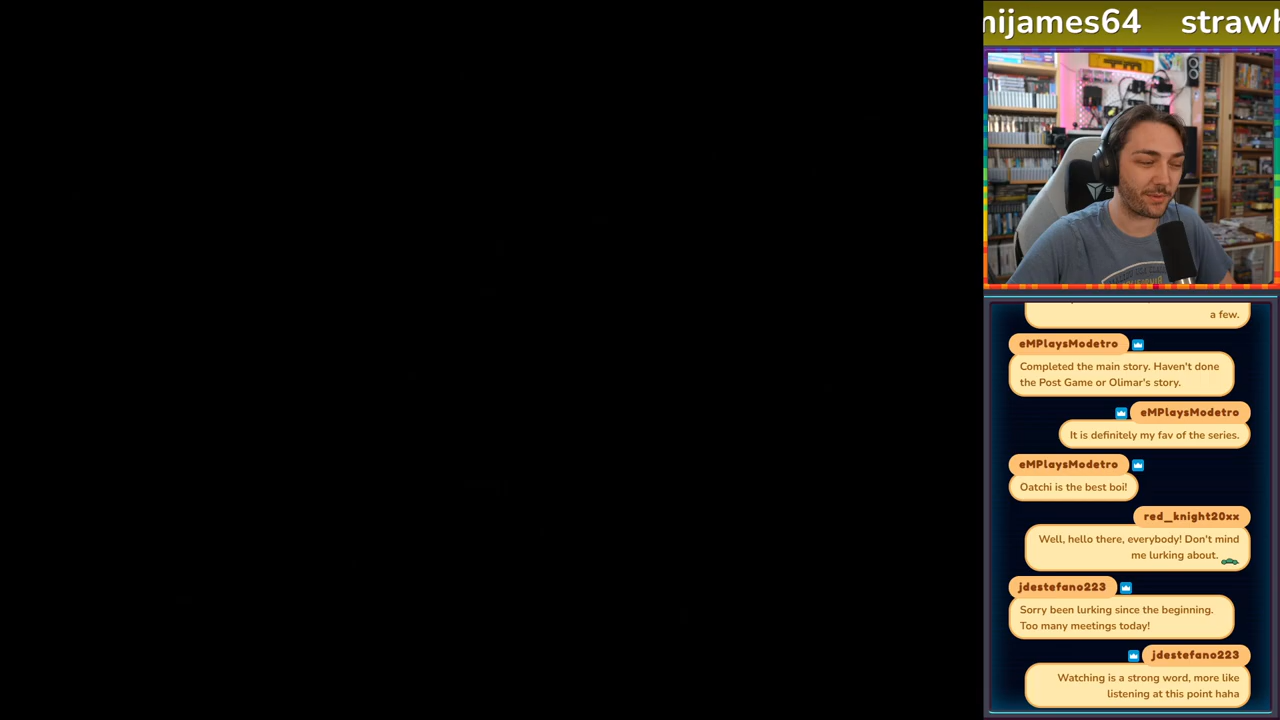 nijames64 strawh
a few.
eMPlaysModetro
Completed the main story. Haven't done
the Post Game or Olimar's story.
eMPlaysModetro
It is definitely my fav of the series.
eMPlaysModetro
Oatchi is the best boi!
red_knight20xx
Well, hello there, everybody! Don't mind
me lurking about.
jdestefano223
Sorry been lurking since the beginning.
Too many meetings today!
jdestefano223
Watching is a strong word, more like
listening at this point haha